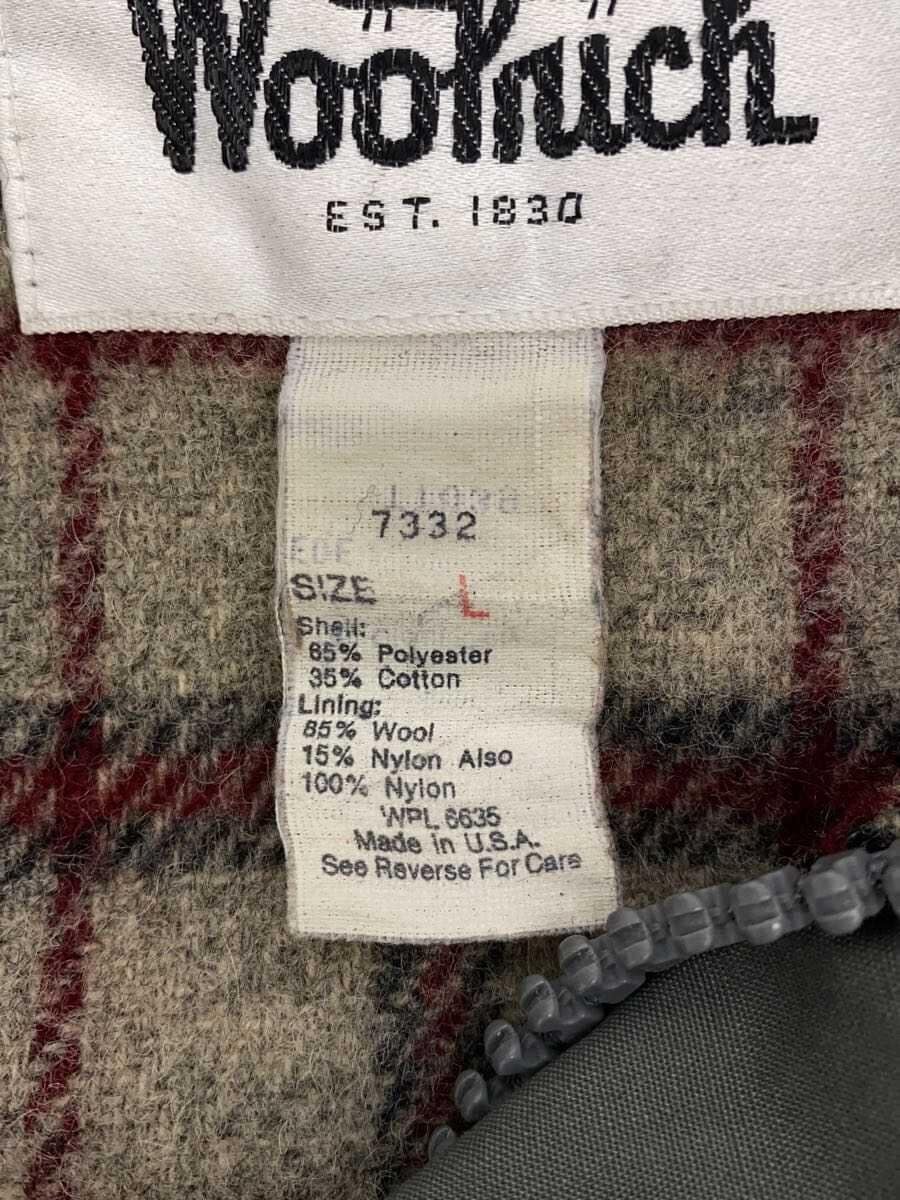 Woolrich
EST. 1830
7332
SIZE L
Shell:
65% Polyester
35% Cotton
Lining:
85% Wool
15% Nylon Also
100% Nylon
WPL 6635
Made in U.S.A.
See Reverse For Care